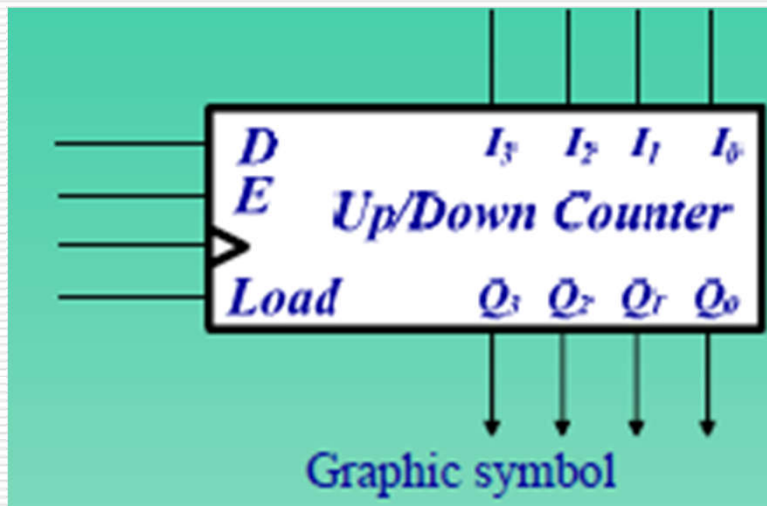 D I₃ I₂ I₁ I₀
E
Up/Down Counter
Load Q₃ Q₂ Q₁ Q₀
Graphic symbol